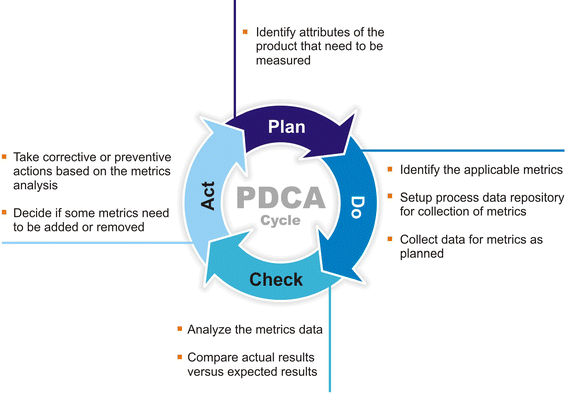 Identify attributes of the
product that need to be
measured
Plan
Take corrective or preventive
actions based on the metrics
analysis
Decide if some metrics need
to be added or removed
Act
PDCA
Cycle
Do
Identify the applicable metrics
Setup process data repository
for collection of metrics
Collect data for metrics as
planned
Check
Analyze the metrics data
Compare actual results
versus expected results